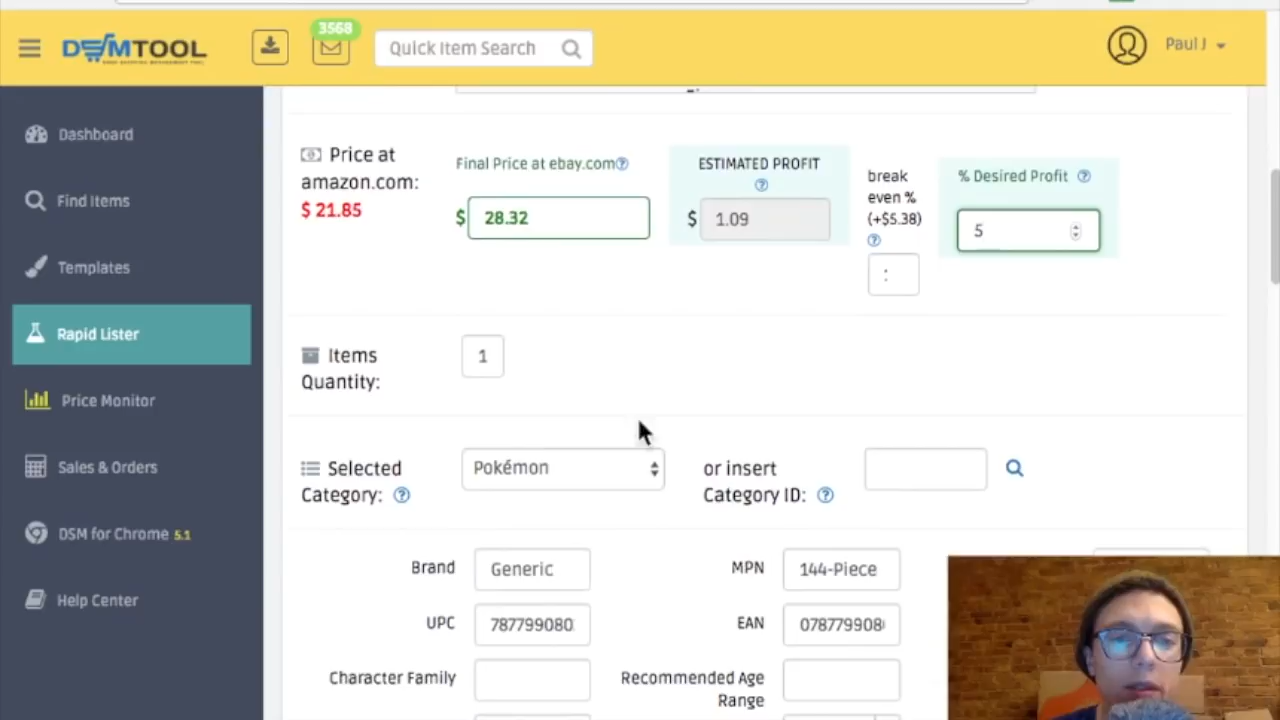 3568
DSMTOOL
Quick Item Search
Paul J
Dashboard
Find Items
Templates
Rapid Lister
Price Monitor
Sales & Orders
DSM for Chrome 5.1
Help Center
Price at
amazon.com:
$ 21.85
Final Price at ebay.com
$ 28.32
ESTIMATED PROFIT
$ 1.09
break
even %
(+$5.38)
:
% Desired Profit
5
Items
Quantity:
1
Selected
Category:
Pokémon
or insert
Category ID:
Brand
Generic
MPN
144-Piece
UPC
787799080
EAN
078779908
Character Family
Recommended Age
Range